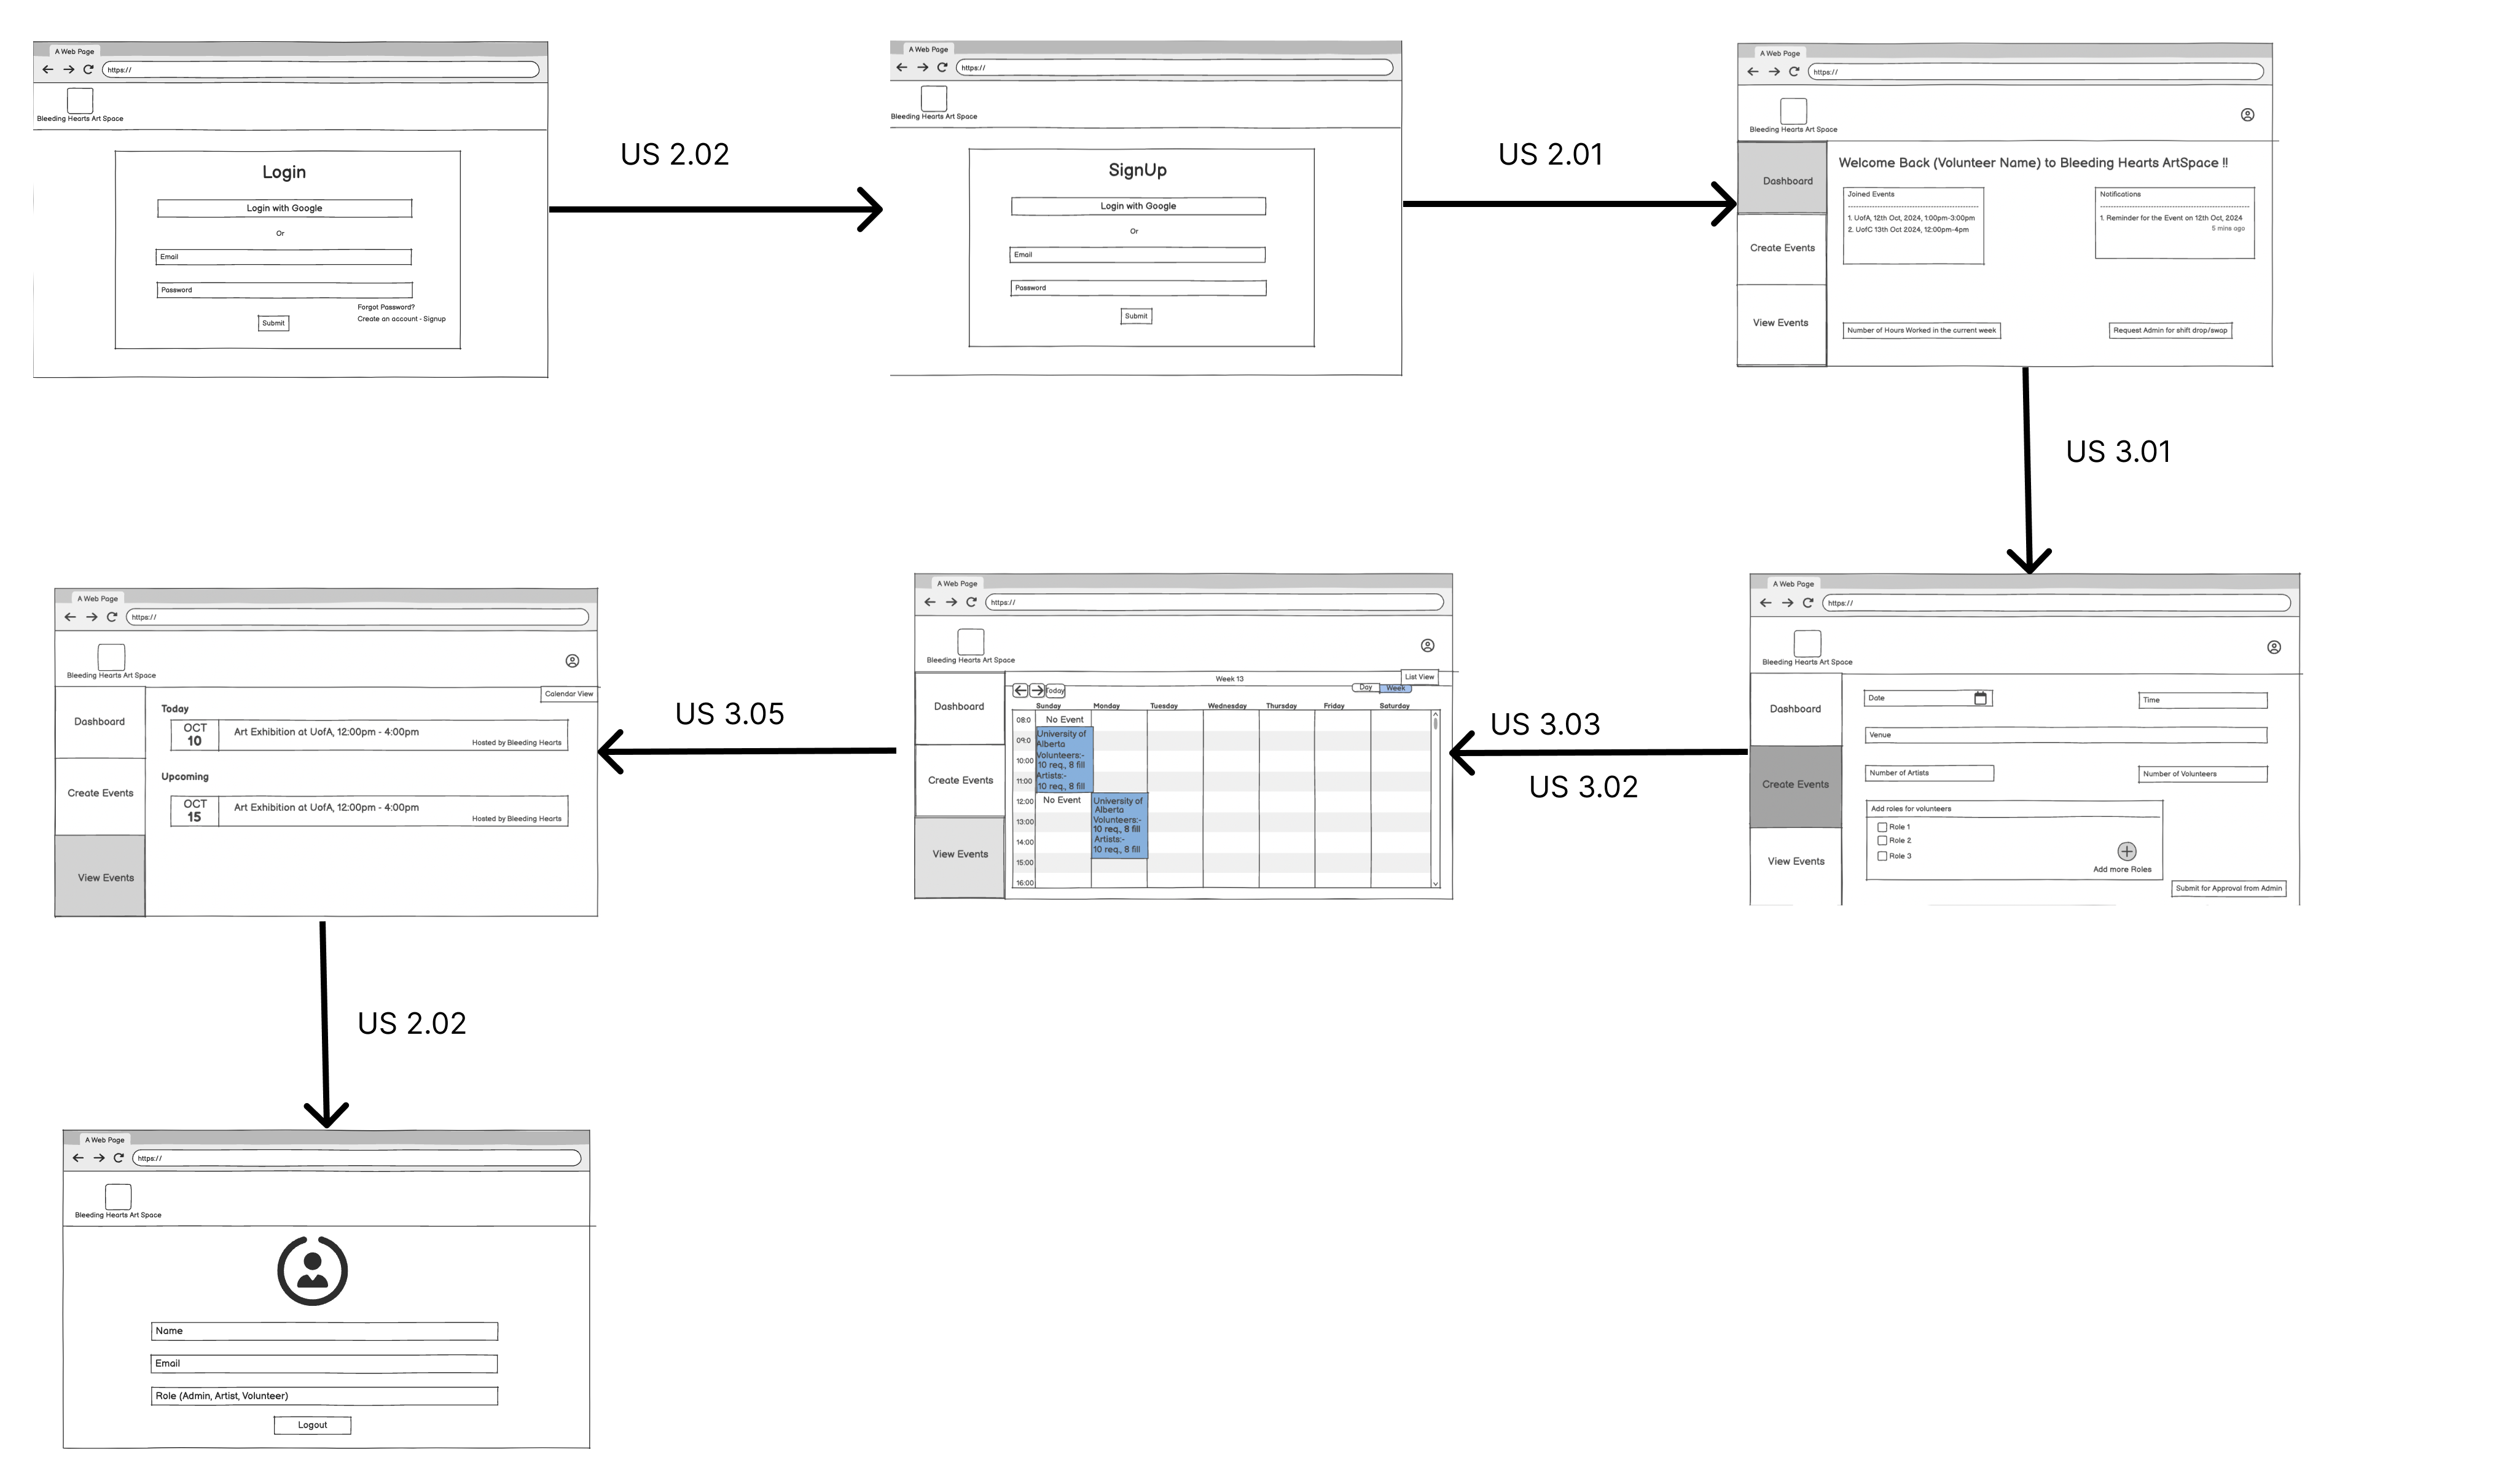 A Web Page
https://
Bleeding Hearts Art Space
Login
Login with Google
Or
Email
Password
Forgot Password?
Create an account - Signup
Submit
US 2.02
A Web Page
https://
Bleeding Hearts Art Space
SignUp
Login with Google
Or
Email
Password
Submit
US 2.01
A Web Page
https://
Bleeding Hearts Art Space
Dashboard
Create Events
View Events
Welcome Back (Volunteer Name) to Bleeding Hearts ArtSpace !!
Joined Events
1. UofA, 12th Oct, 2024, 1:00pm-3:00pm
2. UofC 13th Oct 2024, 12:00pm-4pm
Notifications
1. Reminder for the Event on 12th Oct, 2024
5 mins ago
Number of Hours Worked in the current week
Request Admin for shift drop/swap
US 3.01
A Web Page
https://
Bleeding Hearts Art Space
Dashboard
Create Events
View Events
Date
Time
Venue
Number of Artists
Number of Volunteers
Add roles for volunteers
Role 1
Role 2
Role 3
Add more Roles
Submit for Approval from Admin
US 3.03
US 3.02
A Web Page
https://
Bleeding Hearts Art Space
Dashboard
Create Events
View Events
Week 13
List View
Today
Day
Week
Sunday Monday Tuesday Wednesday Thursday Friday Saturday
08:0
09:0
10:00
11:00
12:00
13:00
14:00
15:00
16:00
No Event
University of
Alberta
Volunteers:-
10 req., 8 fill
Artists:-
10 req., 8 fill
No Event
University of
Alberta
Volunteers:-
10 req., 8 fill
Artists:-
10 req., 8 fill
US 3.05
A Web Page
https://
Bleeding Hearts Art Space
Dashboard
Create Events
View Events
Calendar View
Today
OCT
10
Art Exhibition at UofA, 12:00pm - 4:00pm
Hosted by Bleeding Hearts
Upcoming
OCT
15
Art Exhibition at UofA, 12:00pm - 4:00pm
Hosted by Bleeding Hearts
US 2.02
A Web Page
https://
Bleeding Hearts Art Space
Name
Email
Role (Admin, Artist, Volunteer)
Logout